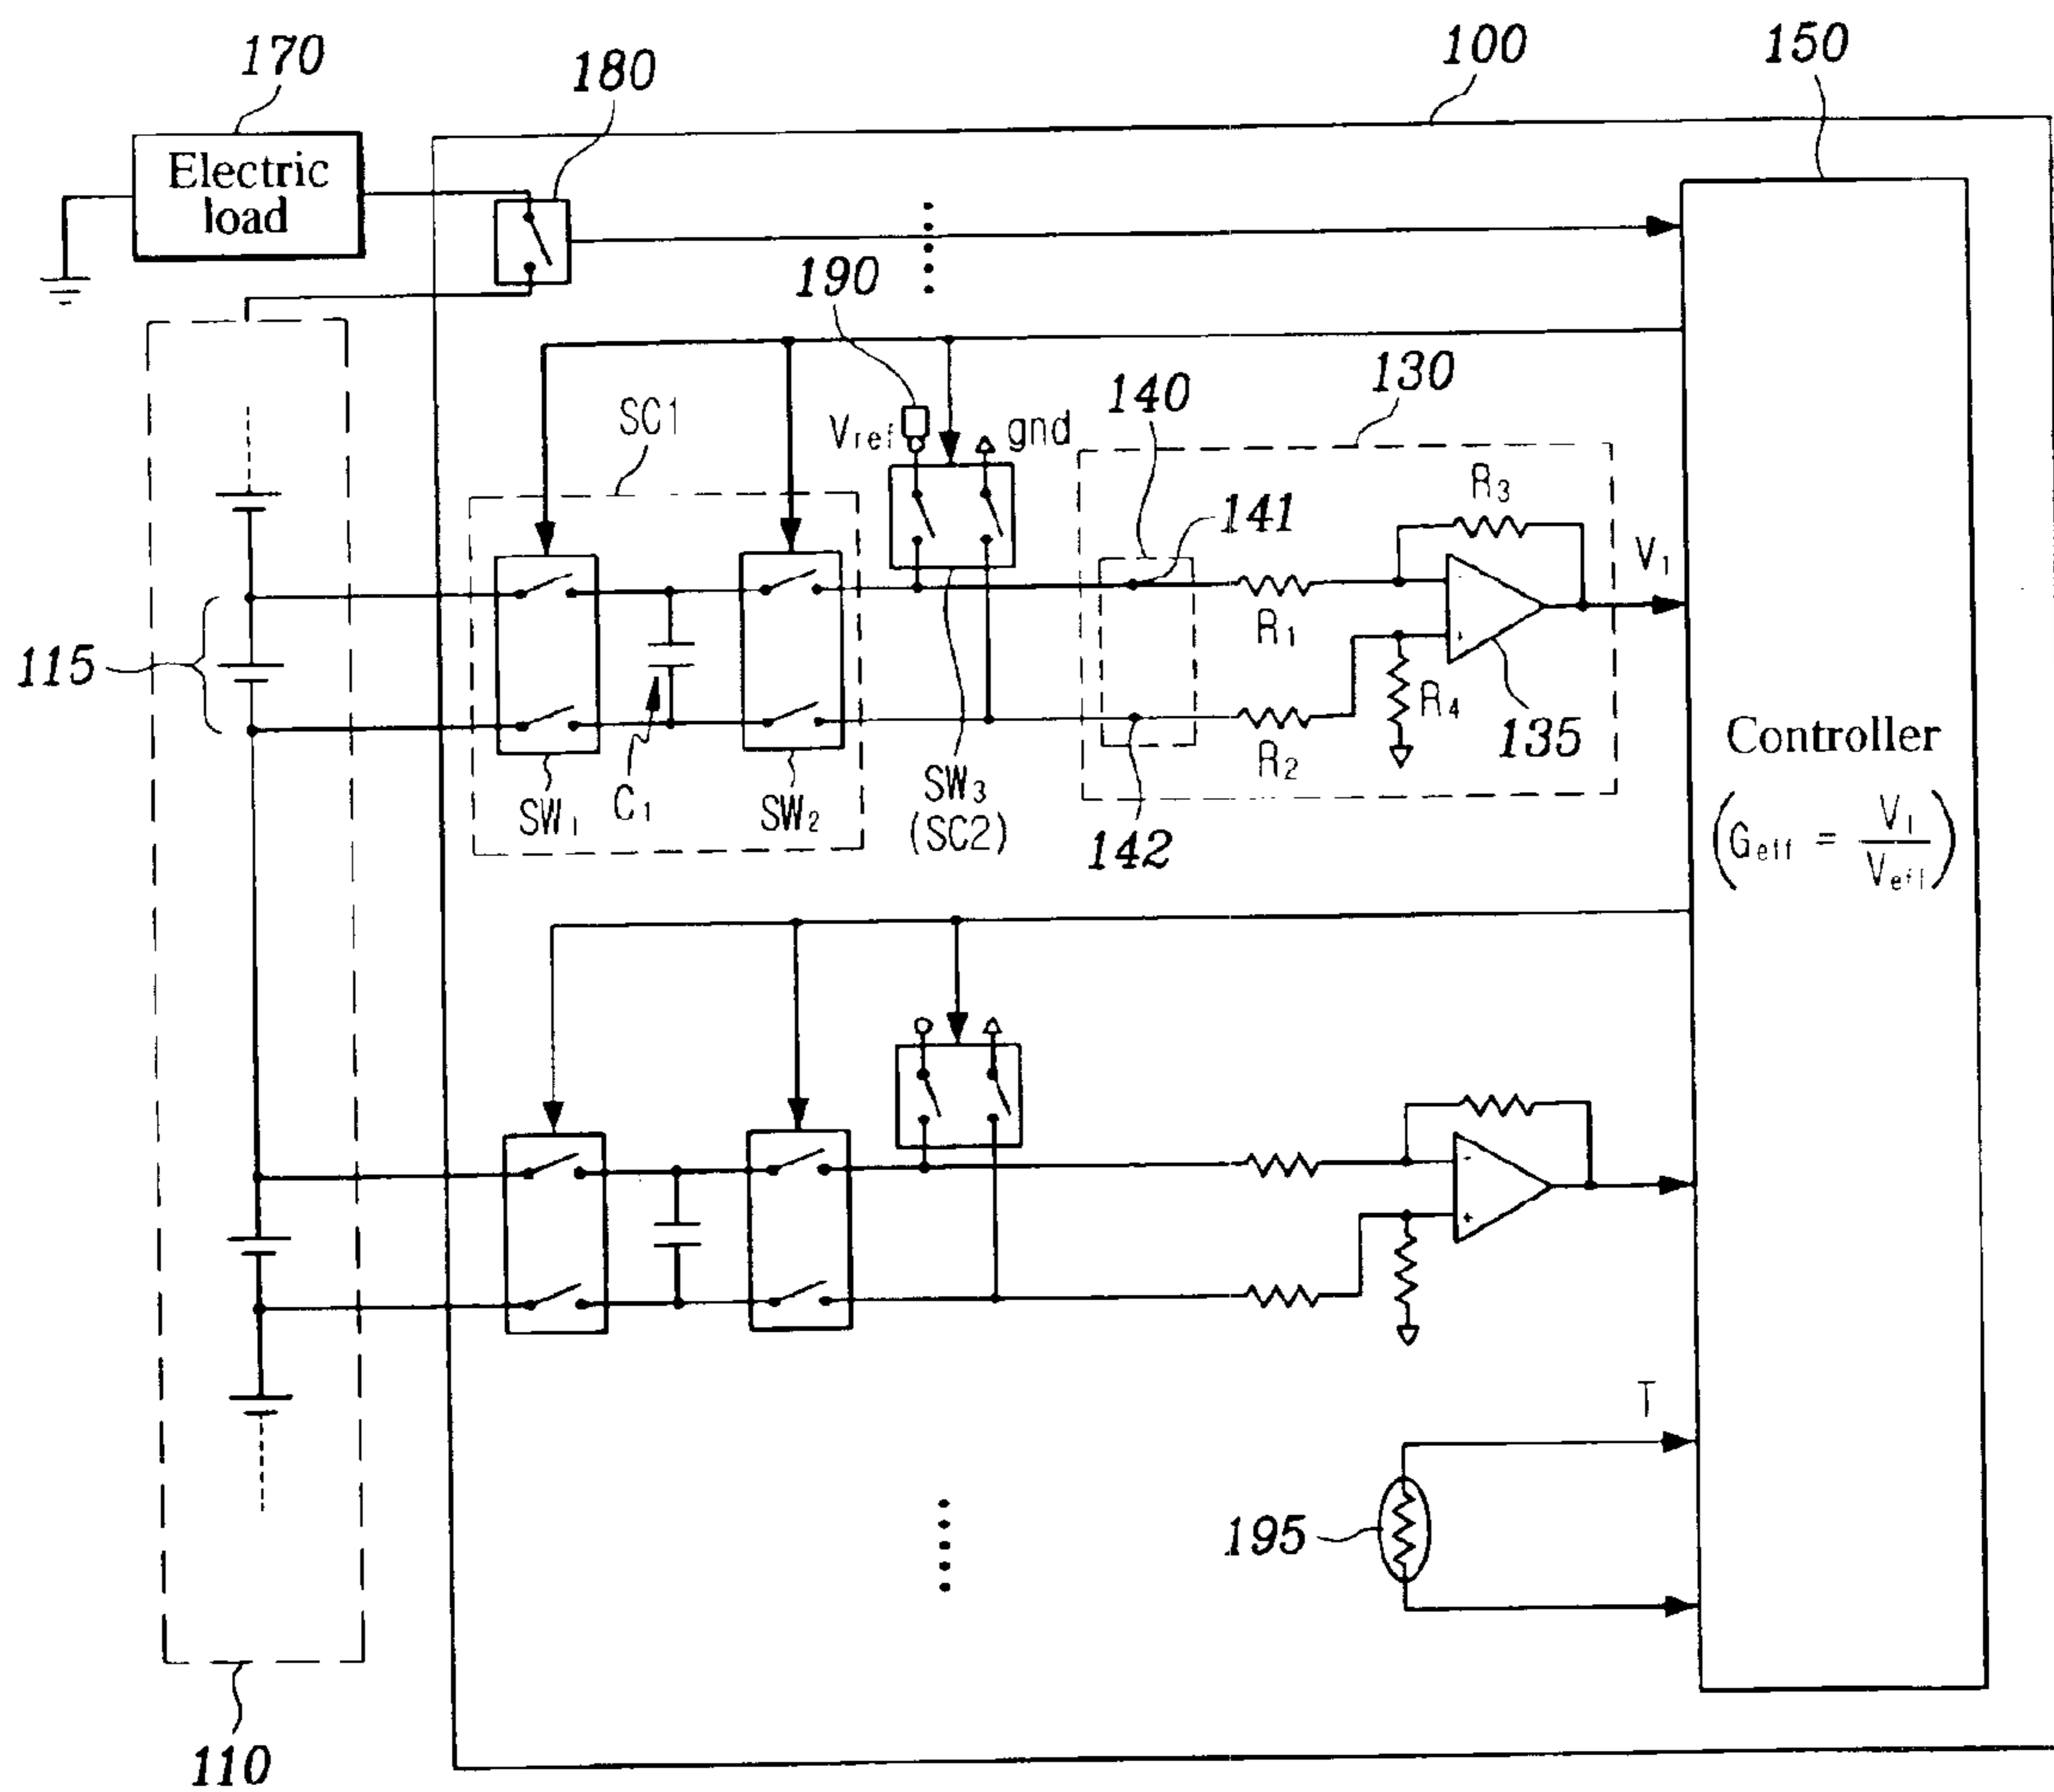 170
180
100
150
Electric
load
190
130
140
SC1
Vref
gnd
R3
141
V1
115
R1
R4
135
Controller
R2
SW1
C1
SW2
SW3
(SC2)
142
(Geff = V1 / Veff)
-
+
T
195
110